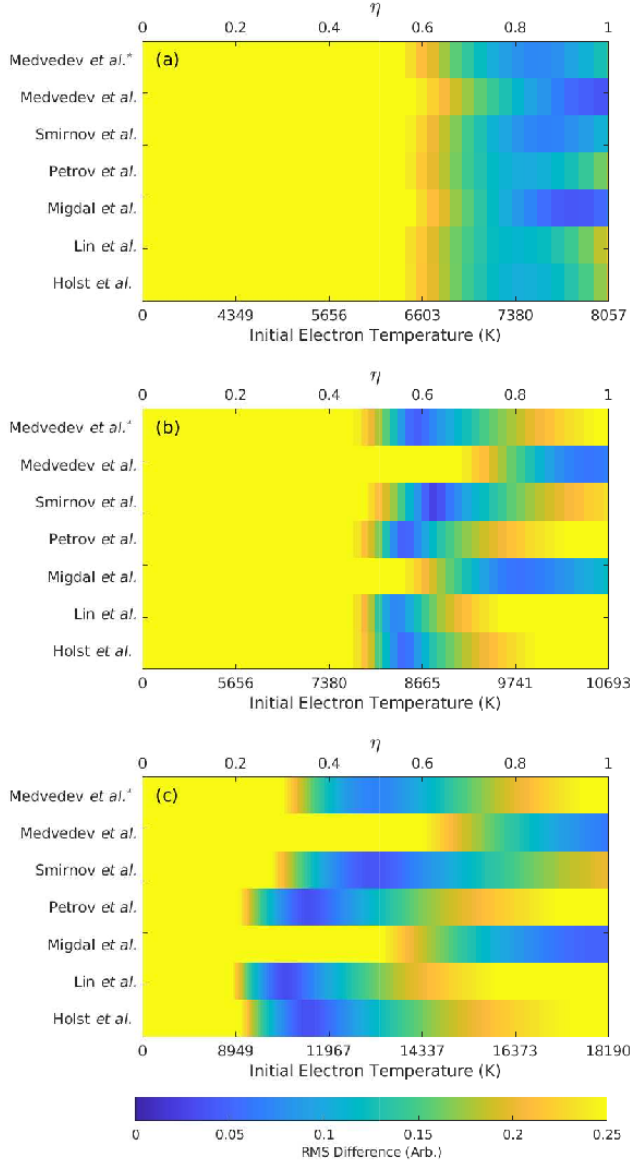 η
0 0.2 0.4 0.6 0.8 1
(a)
Medvedev et al.*
Medvedev et al.
Smirnov et al.
Petrov et al.
Migdal et al.
Lin et al.
Holst et al.
0 4349 5656 6603 7380 8057
Initial Electron Temperature (K)
η
0 0.2 0.4 0.6 0.8 1
(b)
Medvedev et al.*
Medvedev et al.
Smirnov et al.
Petrov et al.
Migdal et al.
Lin et al.
Holst et al.
0 5656 7380 8665 9741 10693
Initial Electron Temperature (K)
η
0 0.2 0.4 0.6 0.8 1
(c)
Medvedev et al.*
Medvedev et al.
Smirnov et al.
Petrov et al.
Migdal et al.
Lin et al.
Holst et al.
0 8949 11967 14337 16373 18190
Initial Electron Temperature (K)
0 0.05 0.1 0.15 0.2 0.25
RMS Difference (Arb.)